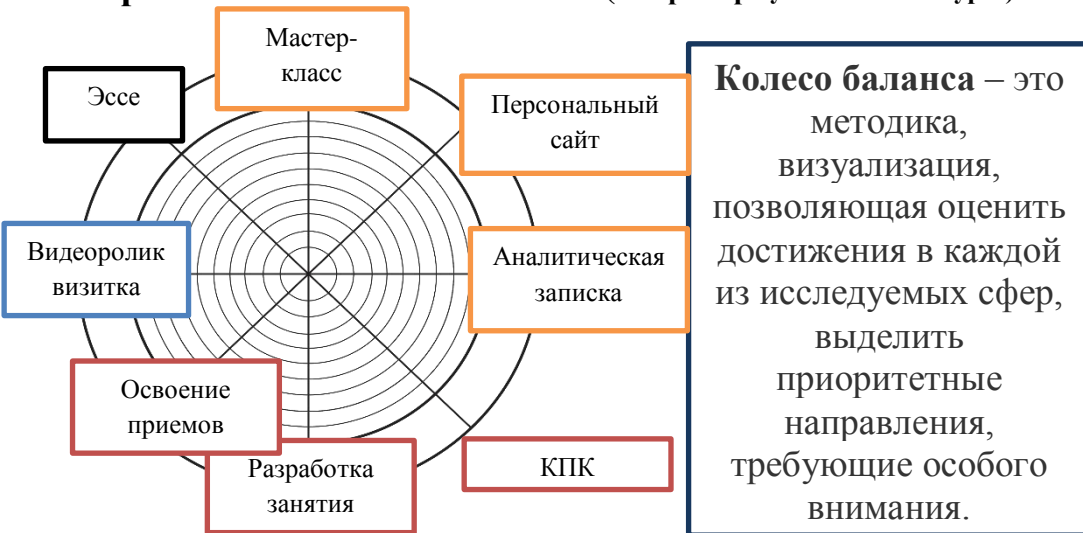 Мастер-
класс
Эссе
Персональный
сайт
Видеоролик
визитка
Аналитическая
записка
Освоение
приемов
Разработка
занятия
КПК
Колесо баланса – это
методика,
визуализация,
позволяющая оценить
достижения в каждой
из исследуемых сфер,
выделить
приоритетные
направления,
требующие особого
внимания.